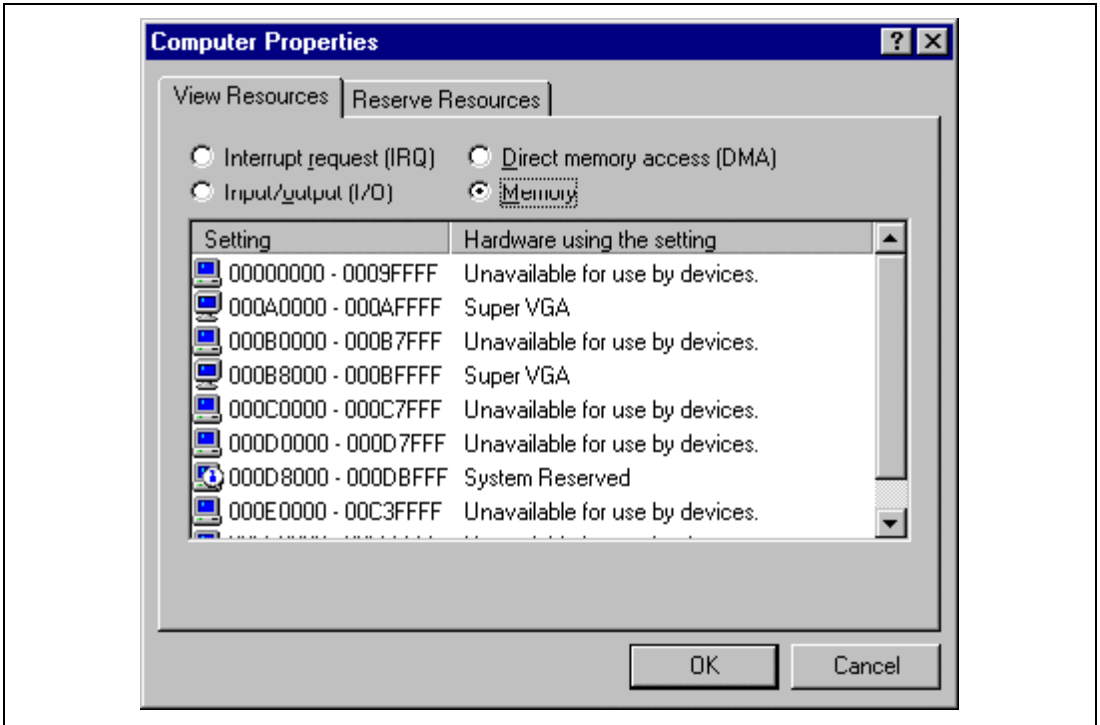 Computer Properties
View Resources Reserve Resources
Interrupt request (IRQ) Direct memory access (DMA)
Input/output (I/O) Memory
Setting Hardware using the setting
00000000 - 0009FFFF Unavailable for use by devices.
000A0000 - 000AFFFF Super VGA
000B0000 - 000B7FFF Unavailable for use by devices.
000B8000 - 000BFFFF Super VGA
000C0000 - 000C7FFF Unavailable for use by devices.
000D0000 - 000D7FFF Unavailable for use by devices.
000D8000 - 000DBFFF System Reserved
000E0000 - 00C3FFFF Unavailable for use by devices.
OK Cancel